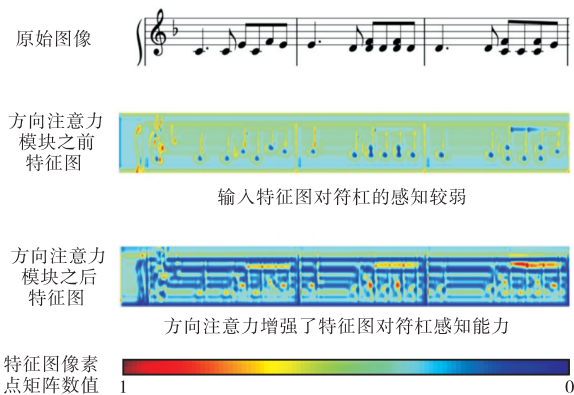 原始图像
方向注意力
模块之前
特征图
输入特征图对符杠的感知较弱
方向注意力
模块之后
特征图
方向注意力增强了特征图对符杠感知能力
特征图像素
点矩阵数值
1
0